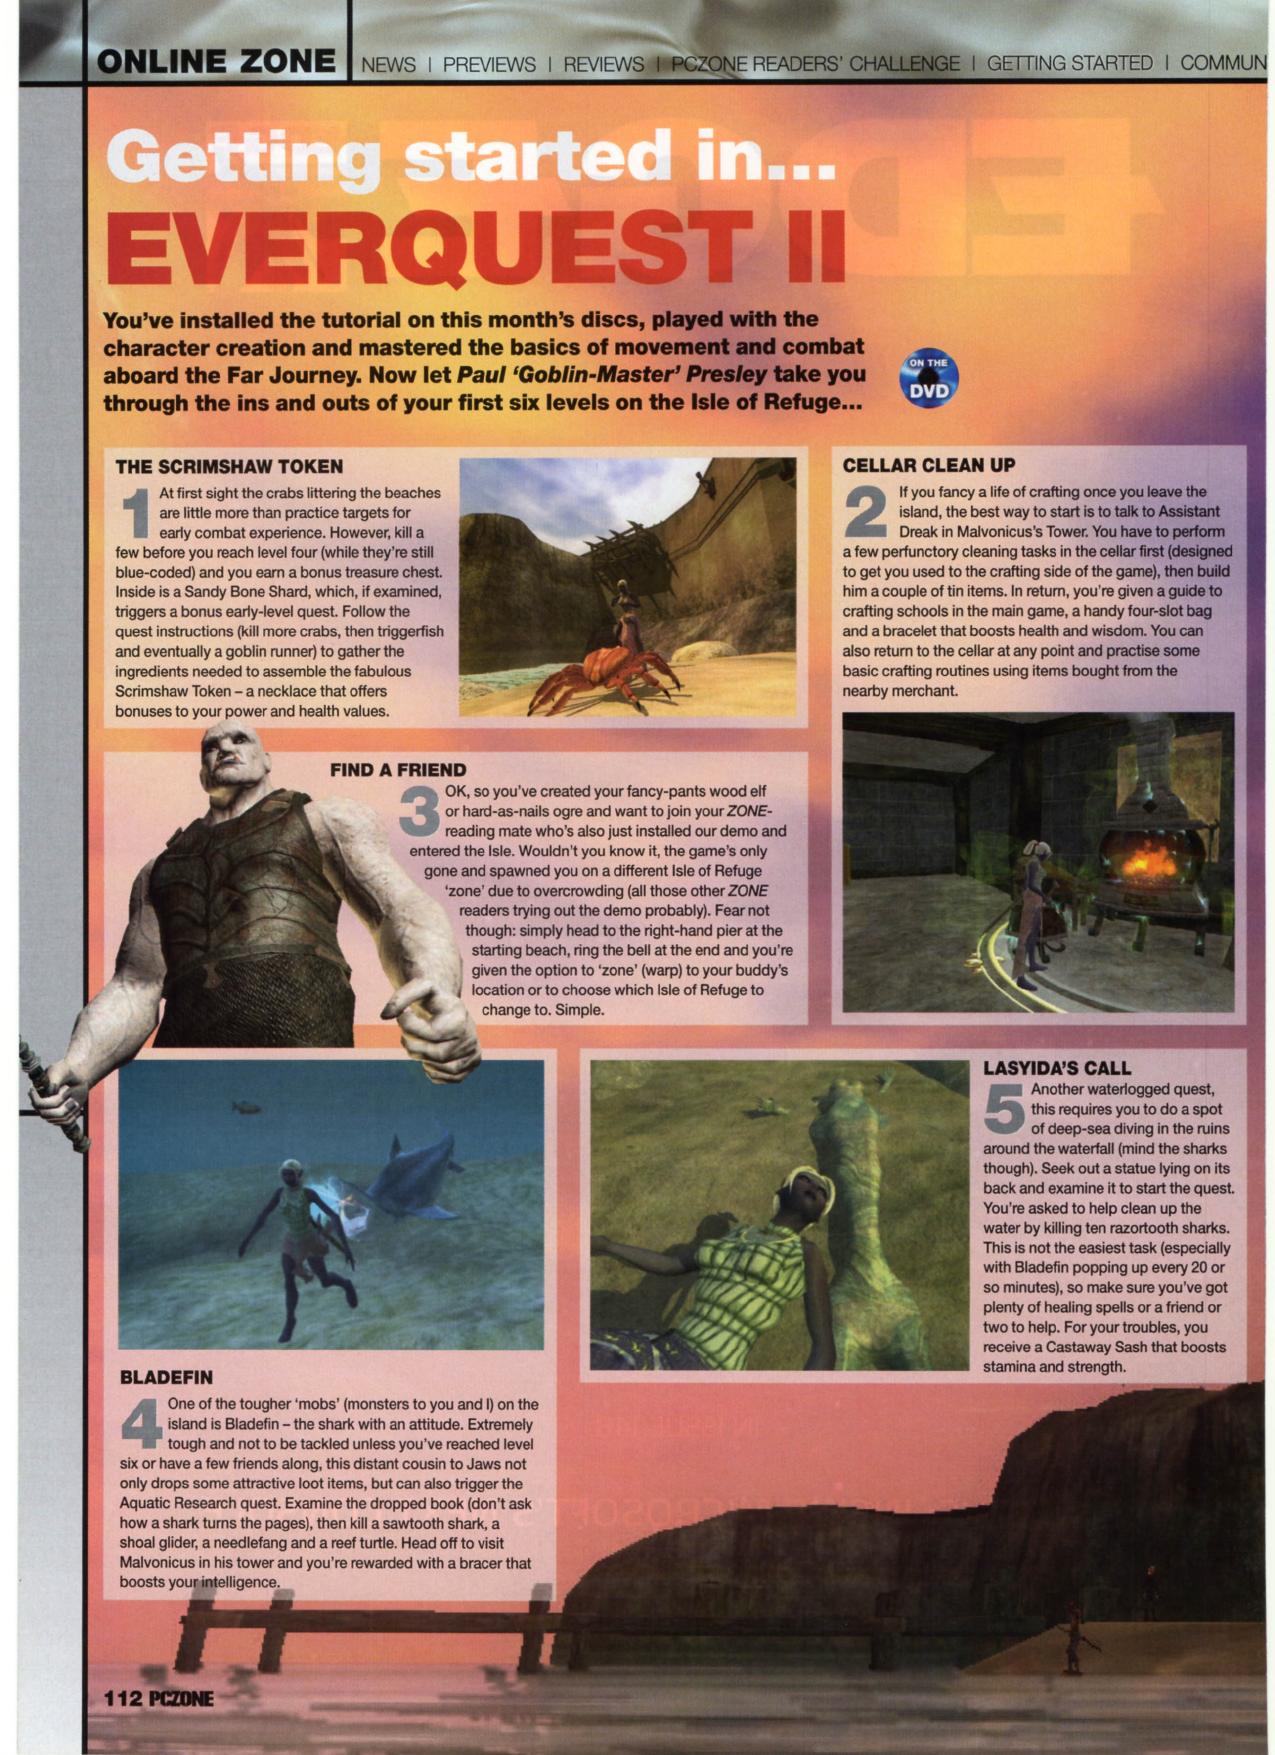 ONLINE ZONE
NEWS | PREVIEWS | REVIEWS | PCZONE READERS' CHALLENGE | GETTING STARTED | COMMUN
Getting started in...
EVERQUEST II
You've installed the tutorial on this month's discs, played with the
character creation and mastered the basics of movement and combat
aboard the Far Journey. Now let Paul 'Goblin-Master' Presley take you
through the ins and outs of your first six levels on the Isle of Refuge...
ON THE
DVD
THE SCRIMSHAW TOKEN
1 At first sight the crabs littering the beaches
are little more than practice targets for
early combat experience. However, kill a
few before you reach level four (while they're still
blue-coded) and you earn a bonus treasure chest.
Inside is a Sandy Bone Shard, which, if examined,
triggers a bonus early-level quest. Follow the
quest instructions (kill more crabs, then triggerfish
and eventually a goblin runner) to gather the
ingredients needed to assemble the fabulous
Scrimshaw Token – a necklace that offers
bonuses to your power and health values.
CELLAR CLEAN UP
2 If you fancy a life of crafting once you leave the
island, the best way to start is to talk to Assistant
Dreak in Malvonicus's Tower. You have to perform
a few perfunctory cleaning tasks in the cellar first (designed
to get you used to the crafting side of the game), then build
him a couple of tin items. In return, you're given a guide to
crafting schools in the main game, a handy four-slot bag
and a bracelet that boosts health and wisdom. You can
also return to the cellar at any point and practise some
basic crafting routines using items bought from the
nearby merchant.
FIND A FRIEND
3 OK, so you've created your fancy-pants wood elf
or hard-as-nails ogre and want to join your ZONE-
reading mate who's also just installed our demo and
entered the Isle. Wouldn't you know it, the game's only
gone and spawned you on a different Isle of Refuge
'zone' due to overcrowding (all those other ZONE
readers trying out the demo probably). Fear not
though: simply head to the right-hand pier at the
starting beach, ring the bell at the end and you're
given the option to 'zone' (warp) to your buddy's
location or to choose which Isle of Refuge to
change to. Simple.
BLADEFIN
4 One of the tougher 'mobs' (monsters to you and I) on the
island is Bladefin – the shark with an attitude. Extremely
tough and not to be tackled unless you've reached level
six or have a few friends along, this distant cousin to Jaws not
only drops some attractive loot items, but can also trigger the
Aquatic Research quest. Examine the dropped book (don't ask
how a shark turns the pages), then kill a sawtooth shark, a
shoal glider, a needlefang and a reef turtle. Head off to visit
Malvonicus in his tower and you're rewarded with a bracer that
boosts your intelligence.
LASYIDA'S CALL
5 Another waterlogged quest,
this requires you to do a spot
of deep-sea diving in the ruins
around the waterfall (mind the sharks
though). Seek out a statue lying on its
back and examine it to start the quest.
You're asked to help clean up the
water by killing ten razortooth sharks.
This is not the easiest task (especially
with Bladefin popping up every 20 or
so minutes), so make sure you've got
plenty of healing spells or a friend or
two to help. For your troubles, you
receive a Castaway Sash that boosts
stamina and strength.
112 PCZONE